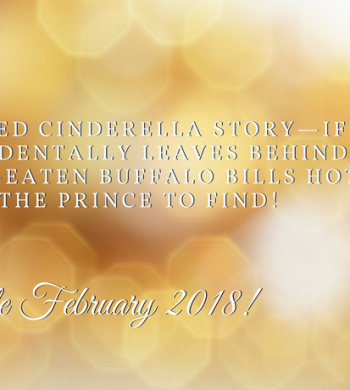 ED CINDERELLA STORY—IF
DENTALLY LEAVES BEHIND
-EATEN BUFFALO BILLS HOT
THE PRINCE TO FIND!
le February 2018!